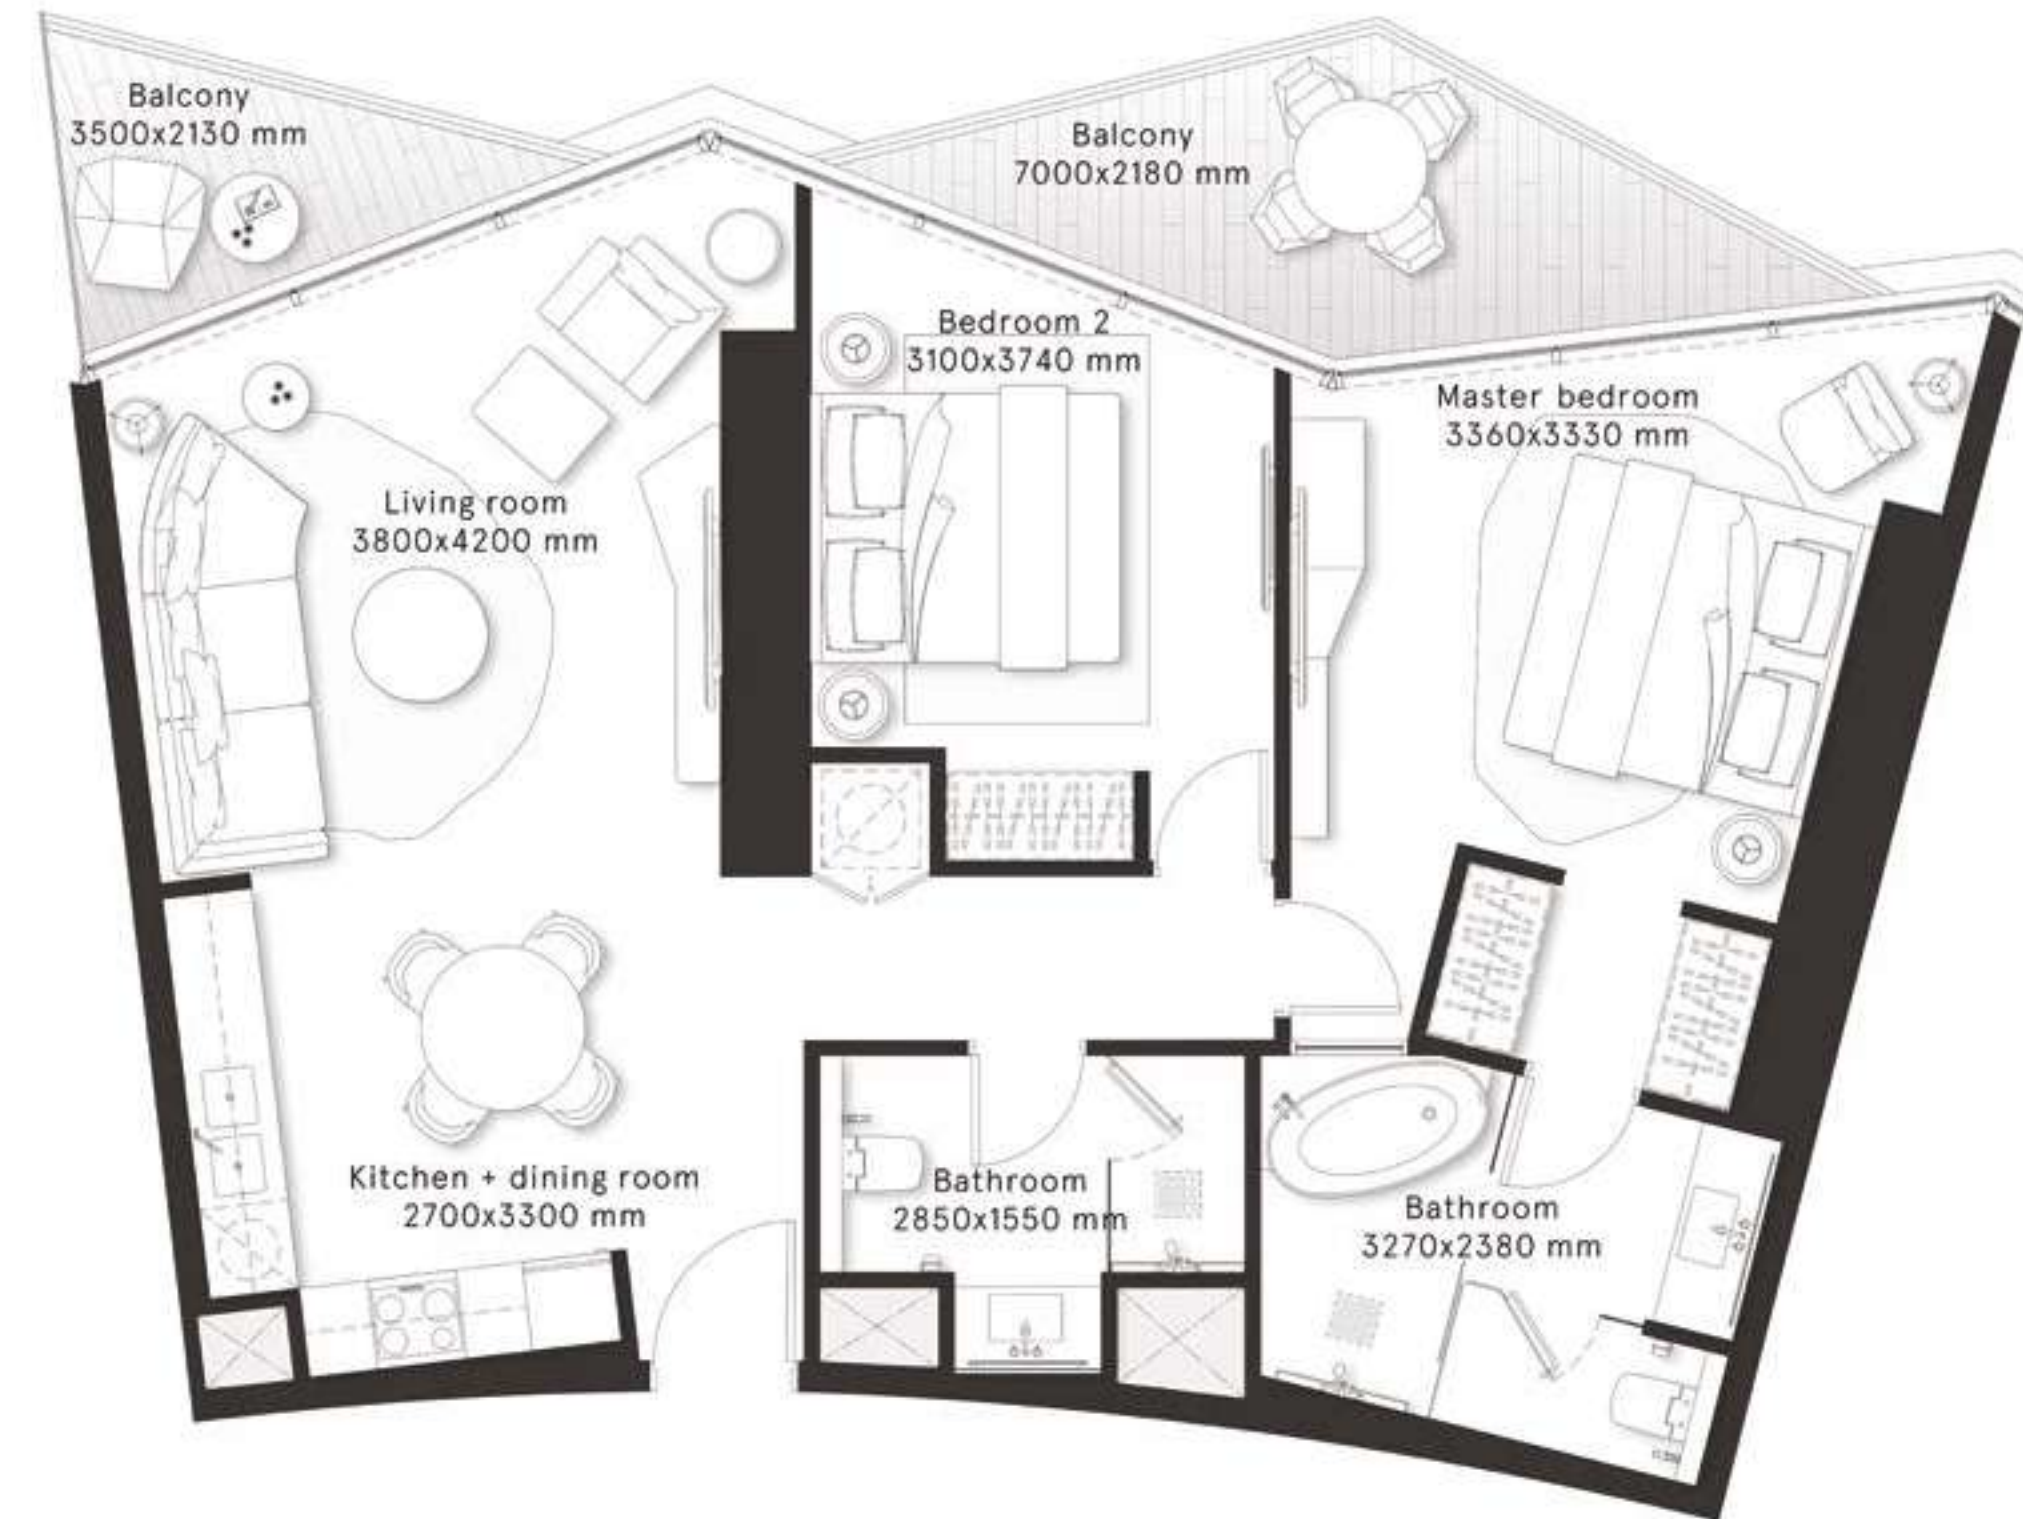 Balcony
3500x2130 mm
Balcony
7000x2180 mm
Bedroom 2
3100x3740 mm
Master bedroom
3360x3330 mm
Living room
3800x4200 mm
Kitchen + dining room
2700x3300 mm
Bathroom
2850x1550 mm
Bathroom
3270x2380 mm